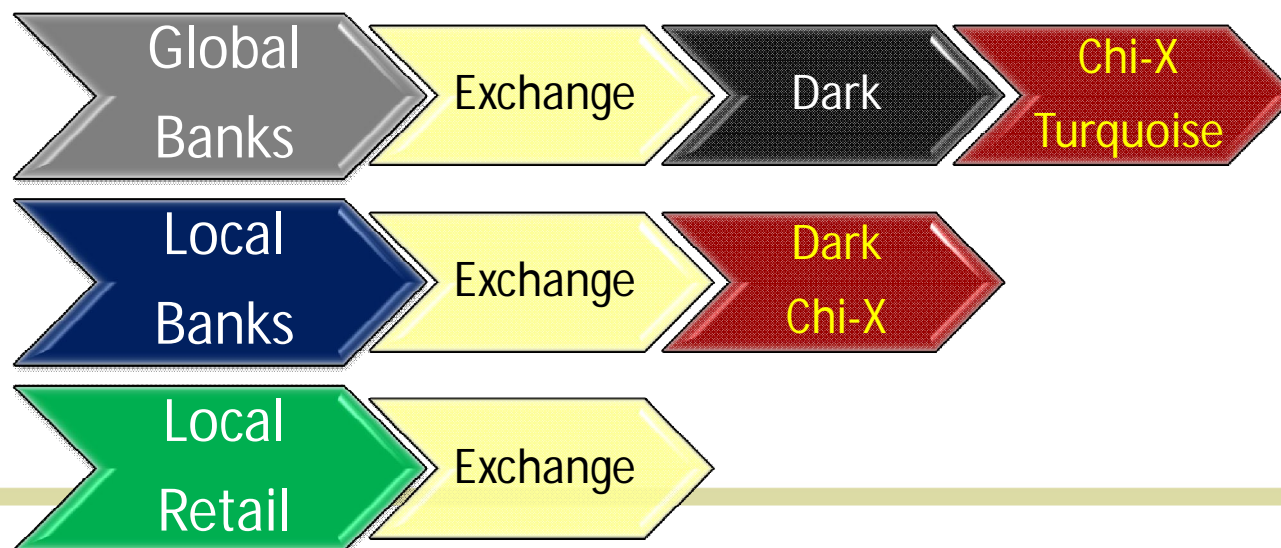 Global
Banks
Exchange
Dark
Chi-X
Turquoise
Local
Banks
Exchange
Dark
Chi-X
Local
Retail
Exchange